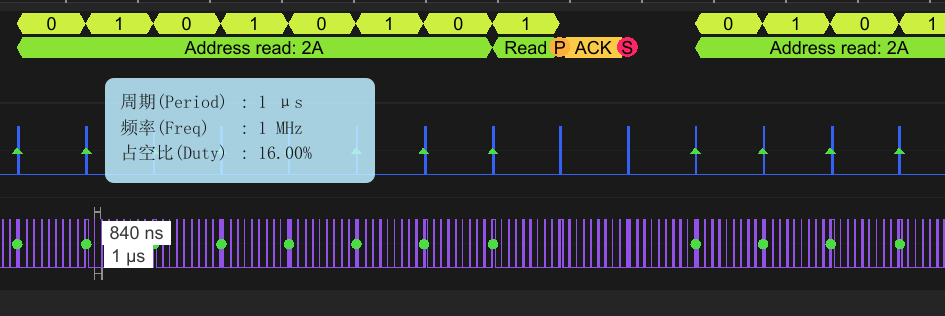 0 1 0 1 0 1 0 1 0 1 0 1
Address read: 2A Read P ACK S Address read: 2A
周期(Period) : 1 μs
频率(Freq) : 1 MHz
占空比(Duty) : 16.00%
840 ns
1 μs